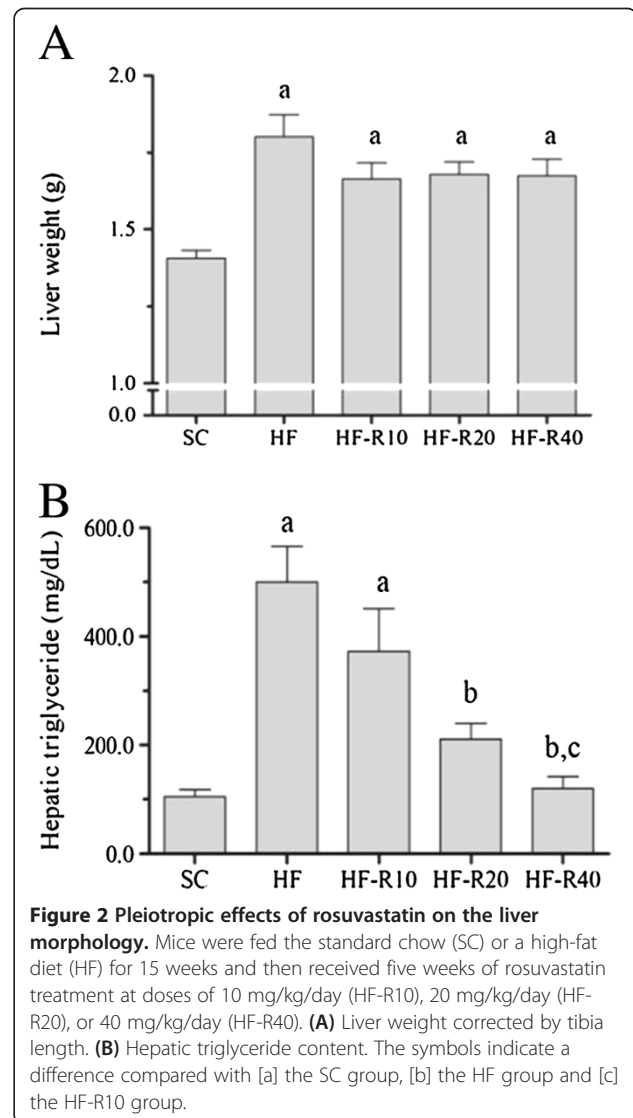 A
2.0
a
a
a
a
Liver weight (g)
1.5
1.0
0.0
SC HF HF-R10 HF-R20 HF-R40
B
600.0
a
a
Hepatic triglyceride (mg/dL)
400.0
b
200.0
b,c
0.0
SC HF HF-R10 HF-R20 HF-R40
Figure 2 Pleiotropic effects of rosuvastatin on the liver
morphology. Mice were fed the standard chow (SC) or a high-fat
diet (HF) for 15 weeks and then received five weeks of rosuvastatin
treatment at doses of 10 mg/kg/day (HF-R10), 20 mg/kg/day (HF-
R20), or 40 mg/kg/day (HF-R40). (A) Liver weight corrected by tibia
length. (B) Hepatic triglyceride content. The symbols indicate a
difference compared with [a] the SC group, [b] the HF group and [c]
the HF-R10 group.